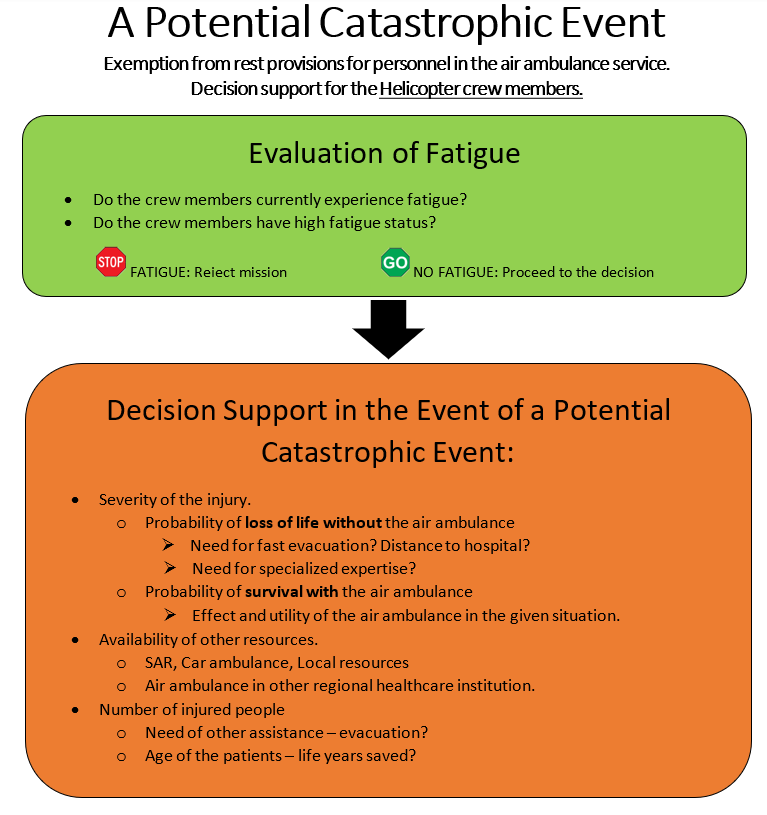 A Potential Catastrophic Event
Exemption from rest provisions for personnel in the air ambulance service.
Decision support for the Helicopter crew members.
Evaluation of Fatigue
• Do the crew members currently experience fatigue?
• Do the crew members have high fatigue status?
STOP FATIGUE: Reject mission
GO NO FATIGUE: Proceed to the decision
Decision Support in the Event of a Potential
Catastrophic Event:
• Severity of the injury.
o Probability of loss of life without the air ambulance
➢ Need for fast evacuation? Distance to hospital?
➢ Need for specialized expertise?
o Probability of survival with the air ambulance
➢ Effect and utility of the air ambulance in the given situation.
• Availability of other resources.
o SAR, Car ambulance, Local resources
o Air ambulance in other regional healthcare institution.
• Number of injured people
o Need of other assistance – evacuation?
o Age of the patients – life years saved?